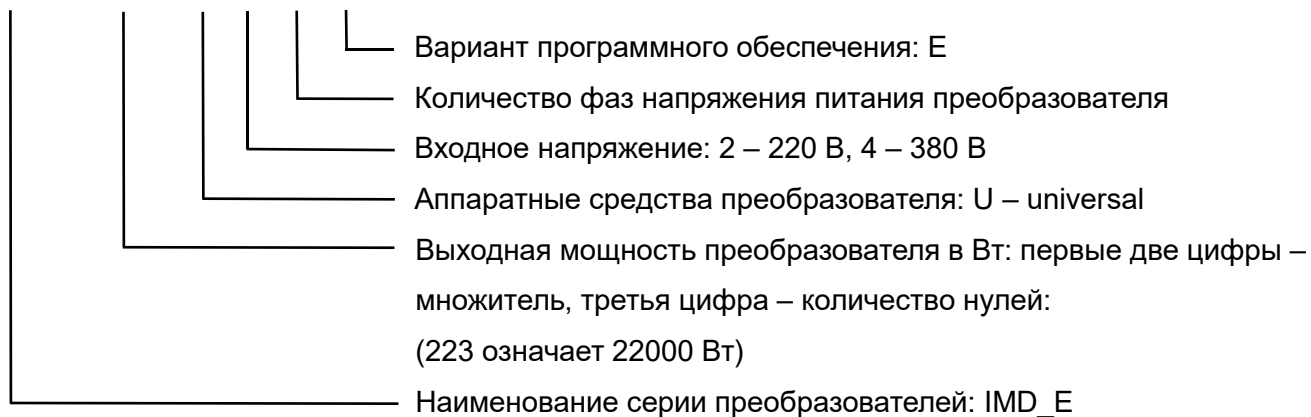 Вариант программного обеспечения: E
Количество фаз напряжения питания преобразователя
Входное напряжение: 2 – 220 В, 4 – 380 В
Аппаратные средства преобразователя: U – universal
Выходная мощность преобразователя в Вт: первые две цифры –
множитель, третья цифра – количество нулей:
(223 означает 22000 Вт)
Наименование серии преобразователей: IMD_E